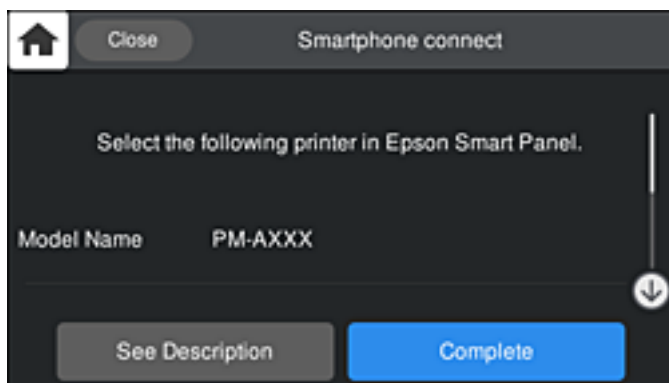 Close
Smartphone connect
Select the following printer in Epson Smart Panel.
Model Name PM-AXXX
See Description
Complete